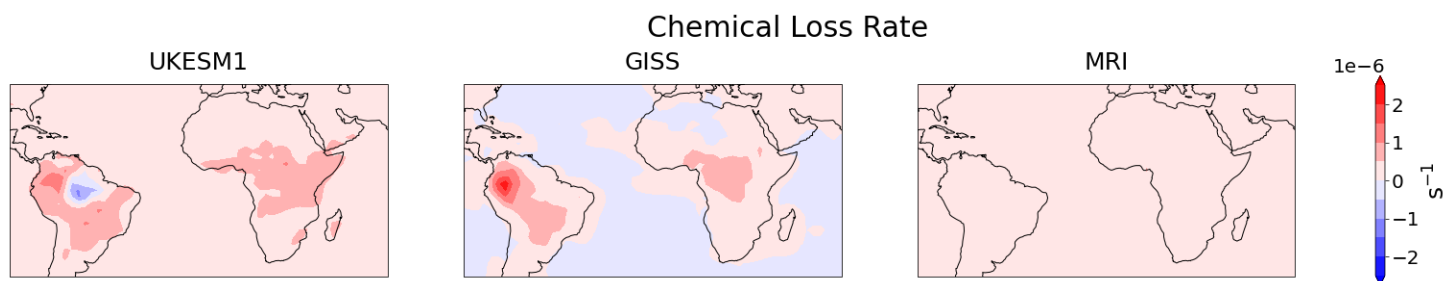 Chemical Loss Rate
UKESM1
GISS
MRI
1e−6
2
1
0
−1
−2
s⁻¹